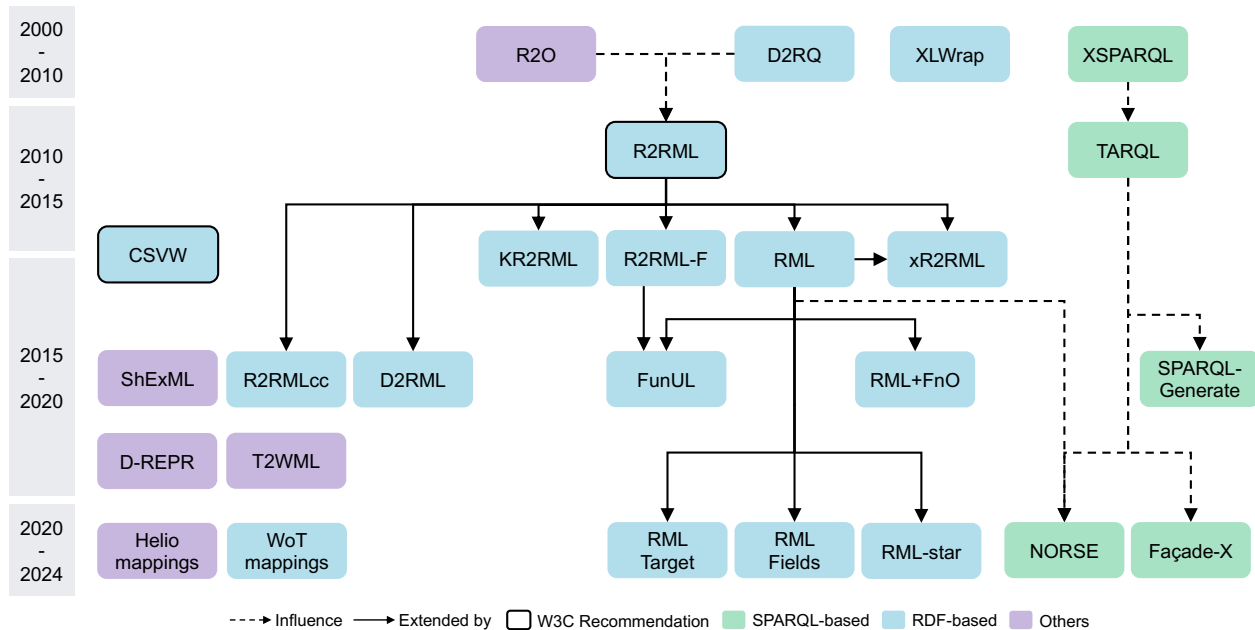 2000
-
2010
R2O
D2RQ
XLWrap
XSPARQL
2010
-
2015
R2RML
TARQL
CSVW
KR2RML
R2RML-F
RML
xR2RML
2015
-
2020
ShExML
R2RMLcc
D2RML
FunUL
RML+FnO
SPARQL-
Generate
D-REPR
T2WML
2020
-
2024
Helio
mappings
WoT
mappings
RML
Target
RML
Fields
RML-star
NORSE
Façade-X
Influence
Extended by
W3C Recommendation
SPARQL-based
RDF-based
Others